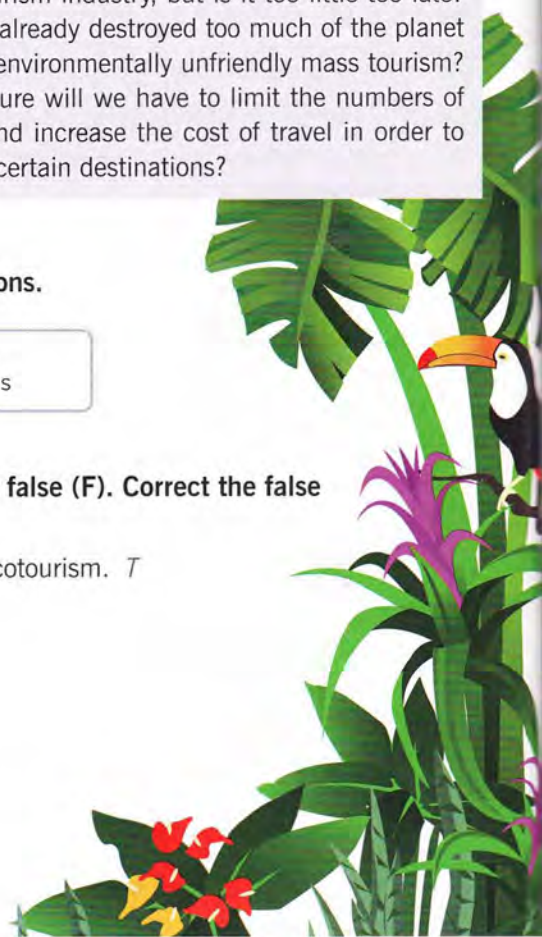 already destroyed too much of the planet
environmentally unfriendly mass tourism?
ure will we have to limit the numbers of
nd increase the cost of travel in order to
certain destinations?
ons.
s
false (F). Correct the false
cotourism. T